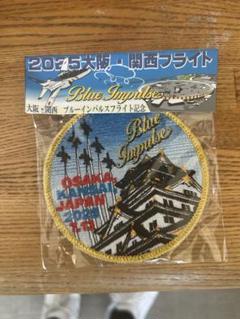 2025大阪・関西フライト
Blue Impulse
大阪・関西 ブルーインパルスフライト記念
Blue
Impulse
OSAKA
KANSAI
JAPAN
2025